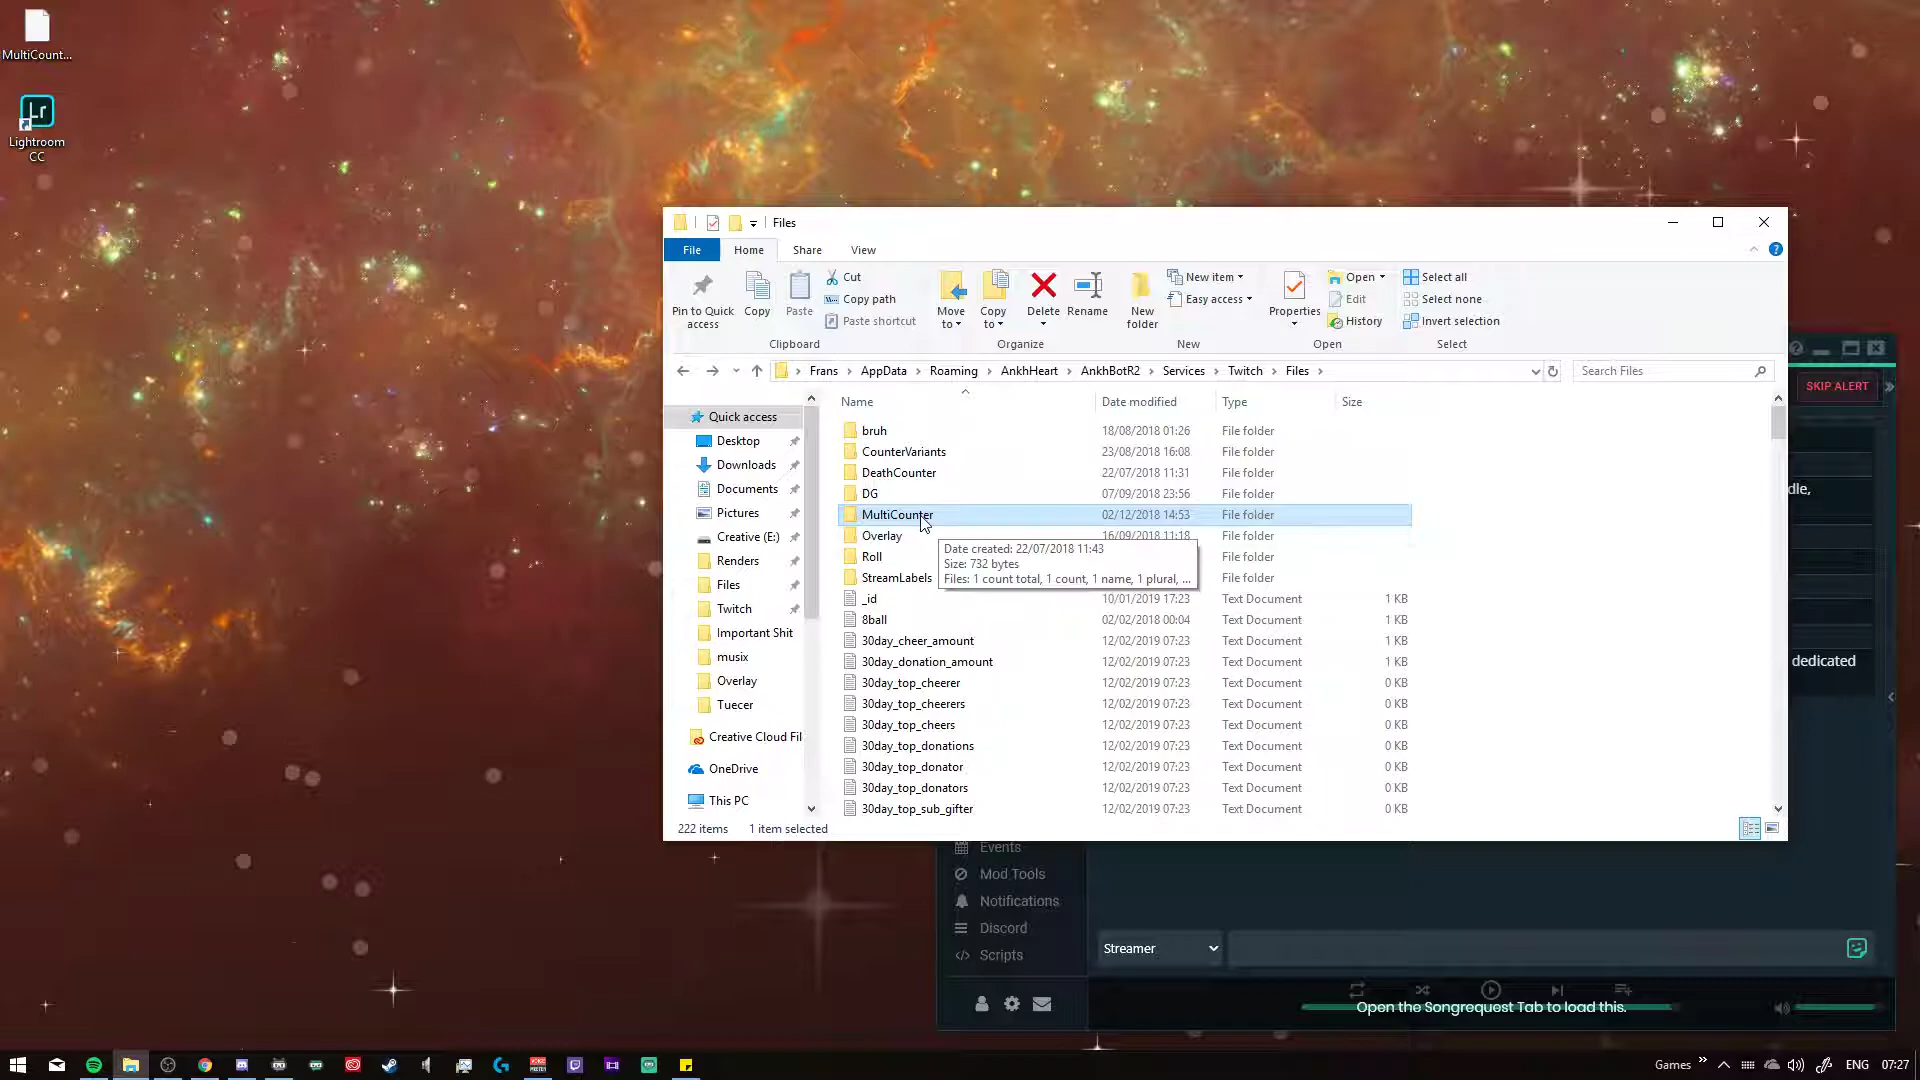 MultiCount...
Lr
Lightroom
CC
Files
File
Home
Share
View
Pin to Quick
access
Copy
Paste
Cut
Copy path
Paste shortcut
Clipboard
Move
to
Copy
to
Delete
Rename
Organize
New
folder
New item
Easy access
New
Properties
Open
Edit
History
Open
Select all
Select none
Invert selection
Select
Frans > AppData > Roaming > AnkhHeart > AnkhBotR2 > Services > Twitch > Files >
Search Files
Name Date modified Type Size
Quick access
Desktop
Downloads
Documents
Pictures
Creative (E:)
Renders
Files
Twitch
Important Shit
musix
Overlay
Tuecer
Creative Cloud Fil
OneDrive
This PC
bruh 18/08/2018 01:26 File folder
CounterVariants 23/08/2018 16:08 File folder
DeathCounter 22/07/2018 11:31 File folder
DG 07/09/2018 23:56 File folder
MultiCounter 02/12/2018 14:53 File folder
Overlay 16/09/2018 11:18 File folder
Roll File folder
StreamLabels File folder
Date created: 22/07/2018 11:43
Size: 732 bytes
Files: 1 count total, 1 count, 1 name, 1 plural, ...
_id 10/01/2019 17:23 Text Document 1 KB
8ball 02/02/2018 00:04 Text Document 1 KB
30day_cheer_amount 12/02/2019 07:23 Text Document 1 KB
30day_donation_amount 12/02/2019 07:23 Text Document 1 KB
30day_top_cheerer 12/02/2019 07:23 Text Document 0 KB
30day_top_cheerers 12/02/2019 07:23 Text Document 0 KB
30day_top_cheers 12/02/2019 07:23 Text Document 0 KB
30day_top_donations 12/02/2019 07:23 Text Document 0 KB
30day_top_donator 12/02/2019 07:23 Text Document 0 KB
30day_top_donators 12/02/2019 07:23 Text Document 0 KB
30day_top_sub_gifter 12/02/2019 07:23 Text Document 0 KB
222 items 1 item selected
SKIP ALERT
dle,
dedicated
Events
Mod Tools
Notifications
Discord
Scripts
Streamer
Open the Songrequest Tab to load this.
Games
ENG
07:27